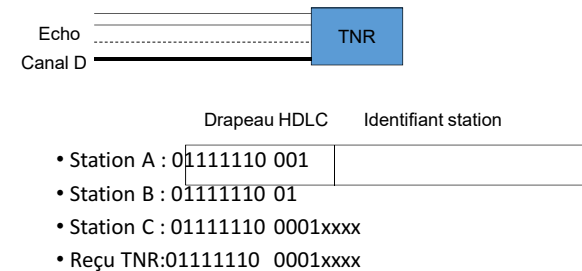 Echo
TNR
Canal D
Drapeau HDLC Identifiant station
• Station A : 01111110 001
• Station B : 01111110 01
• Station C : 01111110 0001xxxx
• Reçu TNR:01111110 0001xxxx